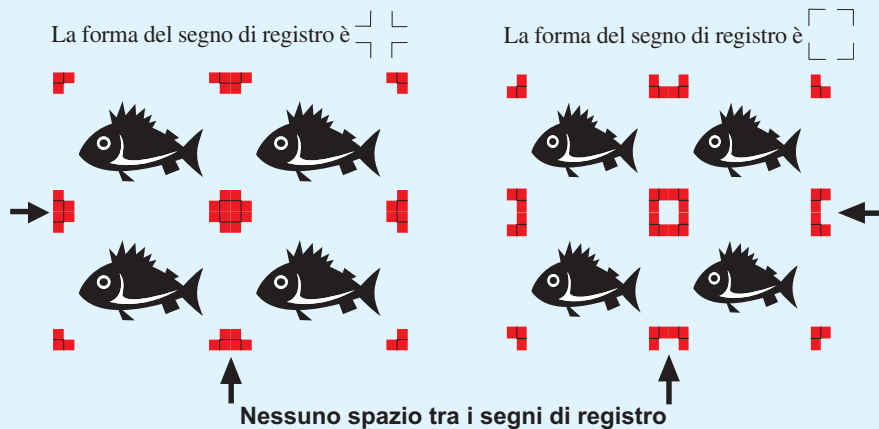 La forma del segno di registro è
La forma del segno di registro è
Nessuno spazio tra i segni di registro